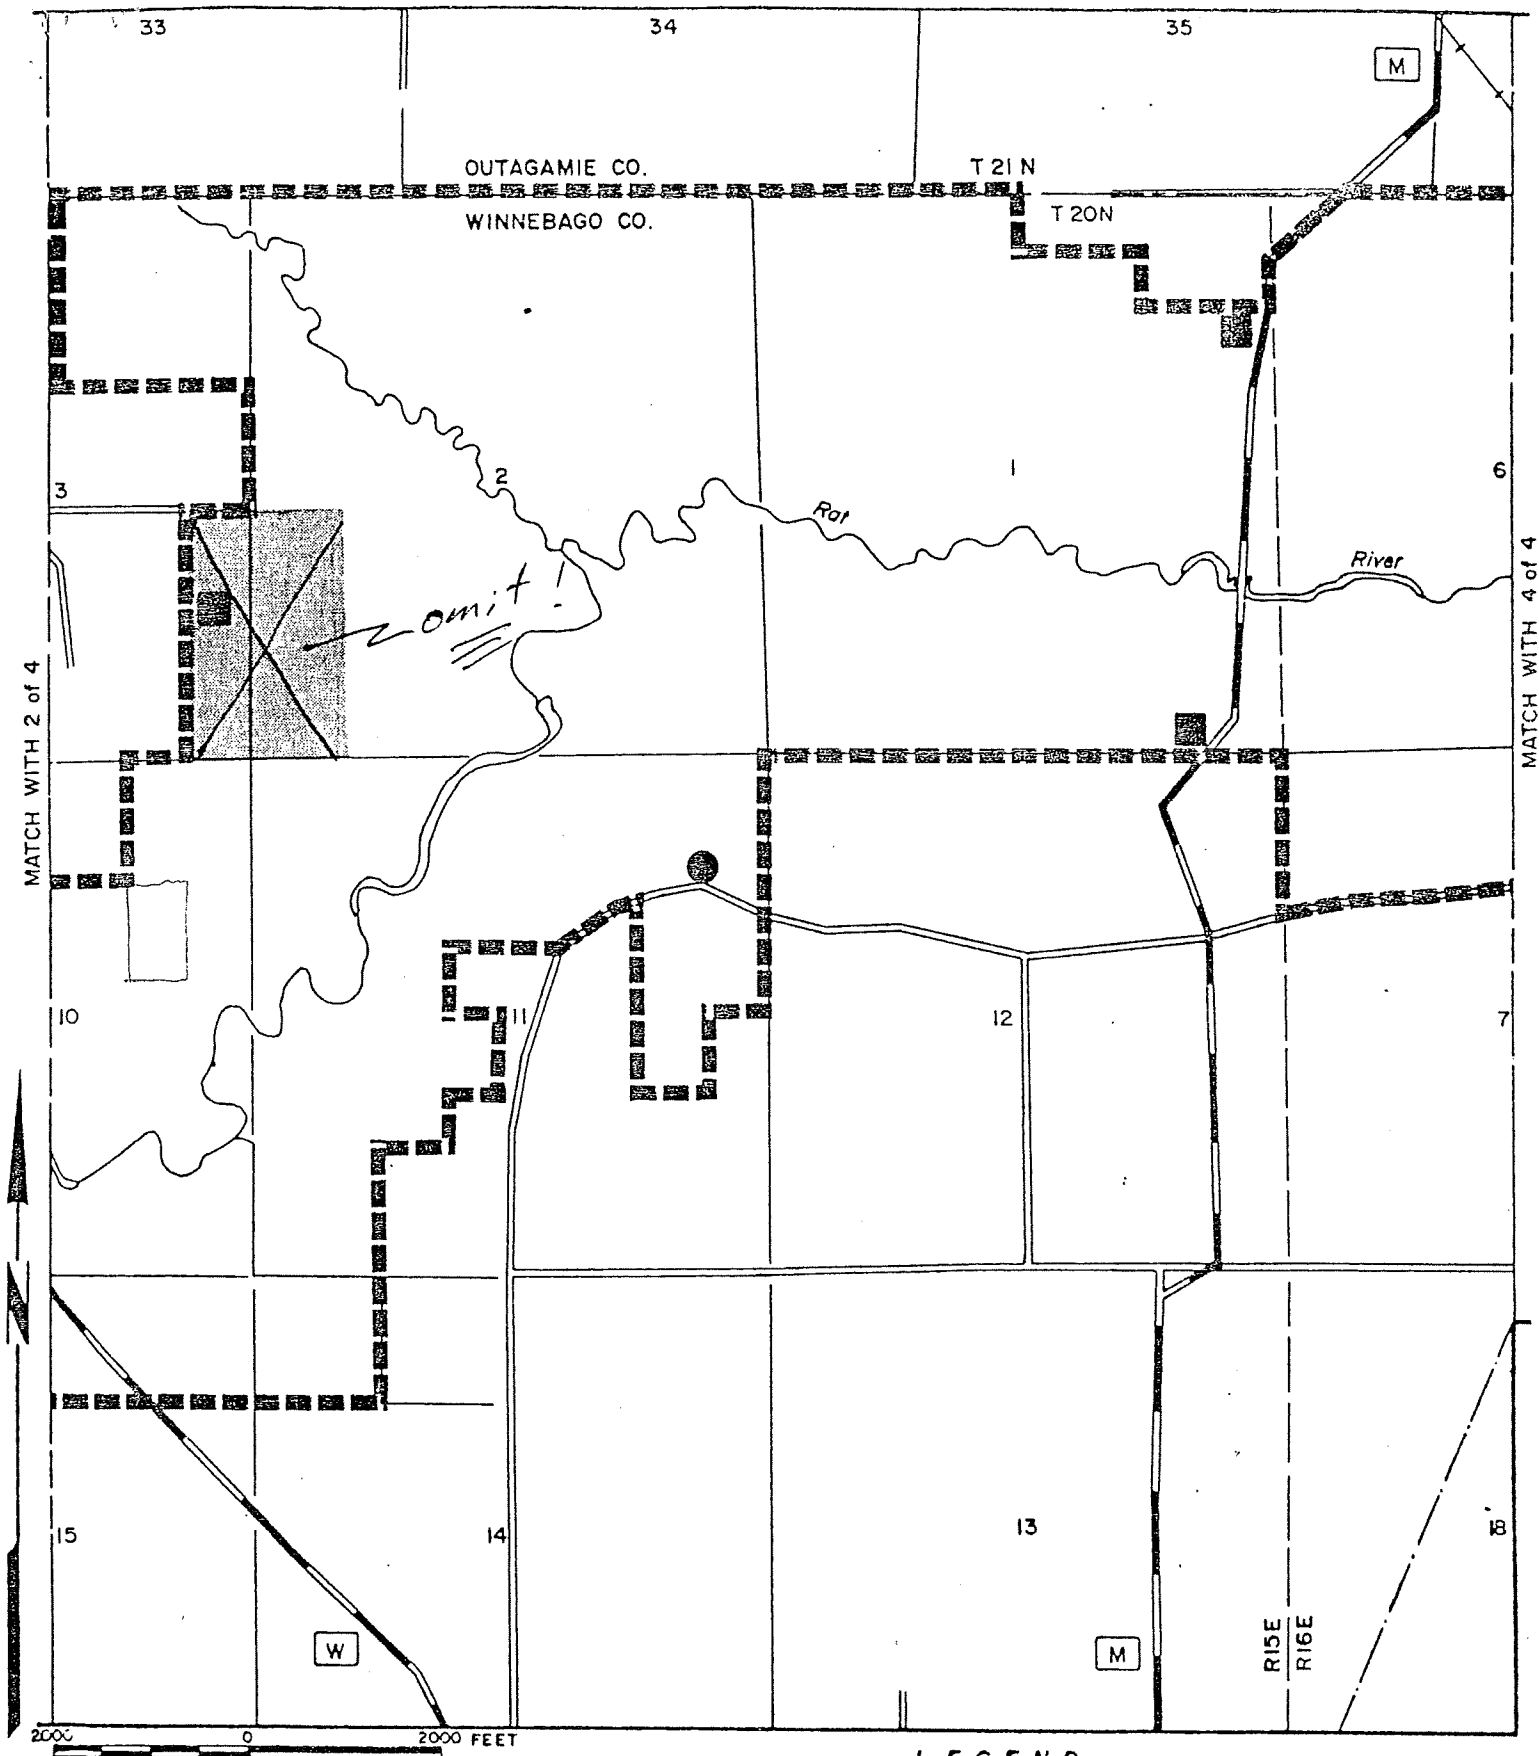 33 34 35
M
OUTAGAMIE CO. T 21 N
WINNEBAGO CO. T 20N
3 2 1 6
Rat River
omit!
MATCH WITH 2 of 4
MATCH WITH 4 of 4
10 11 12 7
N
15 14 13 18
W M
R15E R16E
2000 0 2000 FEET
LEGEND